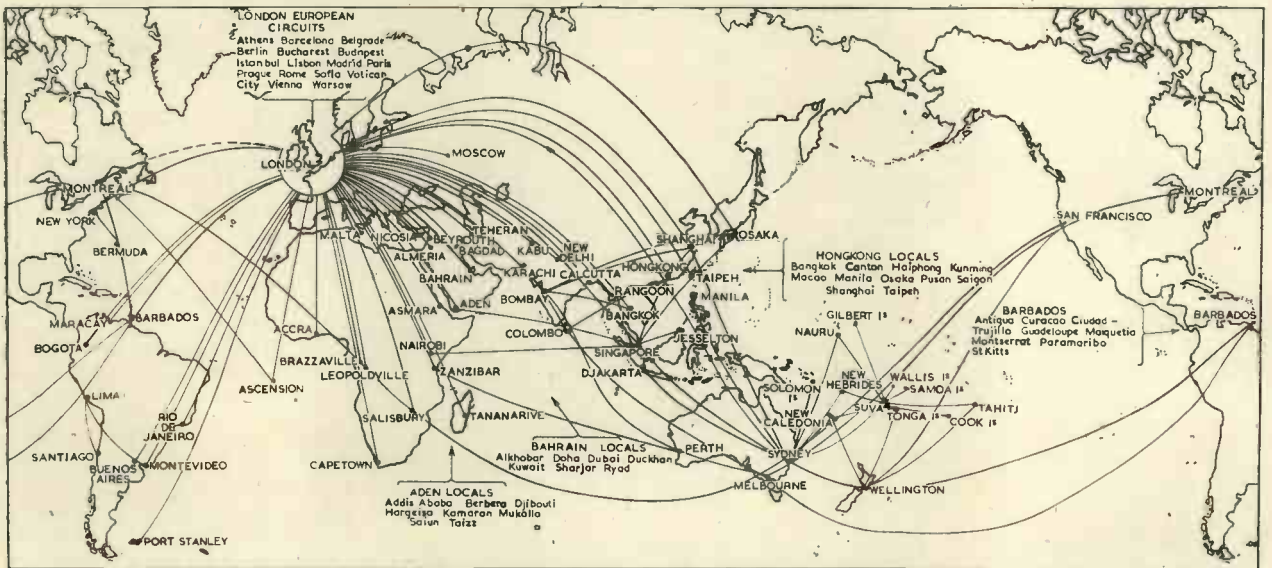 LONDON EUROPEAN
CIRCUITS
Athens Barcelona Belgrade
Berlin Bucharest Budapest
Istanbul Lisbon Madrid Paris
Prague Rome Sofia Vatican
City Vienna Warsaw
LONDON
MOSCOW
MONTREAL
NEW YORK
BERMUDA
MALTA
NICOSIA
BEYROUTH
TEHERAN
BAGDAD
ALMERIA
BAHRAIN
KABU
NEW
DELHI
KARACHI
CALCUTTA
SHANGHAI
OSAKA
HONGKONG
TAIPEH
RANGOON
MANILA
BOMBAY
BANGKOK
ASMARA
ADEN
COLOMBO
SINGAPORE
JESSELTON
DJAKARTA
HONGKONG LOCALS
Bangkok Canton Haiphong Kunming
Macao Manila Osaka Pusan Saigon
Shanghai Taipeh
SAN FRANCISCO
MONTREAL
BARBADOS
Antigua Curacao Ciudad-
Trujillo Guadeloupe Maquetia
Montserrat Paramaribo
St Kitts
BARBADOS
MARACAY
BARBADOS
BOGOTA
LIMA
ACCRA
BRAZZAVILLE
LEOPOLDVILLE
ASCENSION
NAIROBI
ZANZIBAR
SALISBURY
TANANARIVE
RIO
DE
JANEIRO
SANTIAGO
BUENOS
AIRES
MONTEVIDEO
CAPETOWN
PORT STANLEY
ADEN LOCALS
Addis Ababa Berbera Djibouti
Hargeisa Kamaran Mukalla
Saiun Taizz
BAHRAIN LOCALS
Alkhobar Doha Dubai Duckhan
Kuwait Sharjar Ryad
GILBERT Is
NAURU
SOLOMON
Is
NEW
HEBRIDES
WALLIS Is
SAMOA Is
SUVA
TONGA Is
TAHITI
COOK Is
NEW
CALEDONIA
PERTH
SYDNEY
MELBOURNE
WELLINGTON